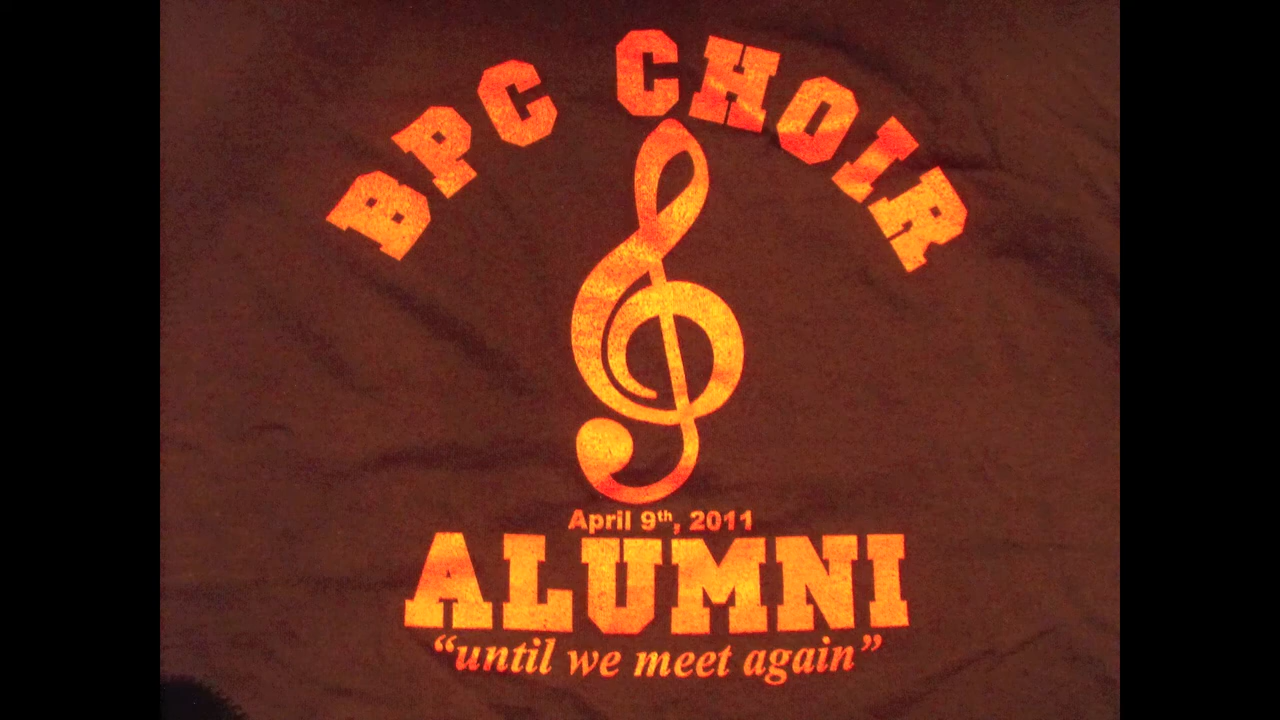 BPC CHOIR
April 9th, 2011
ALUMNI
“until we meet again”